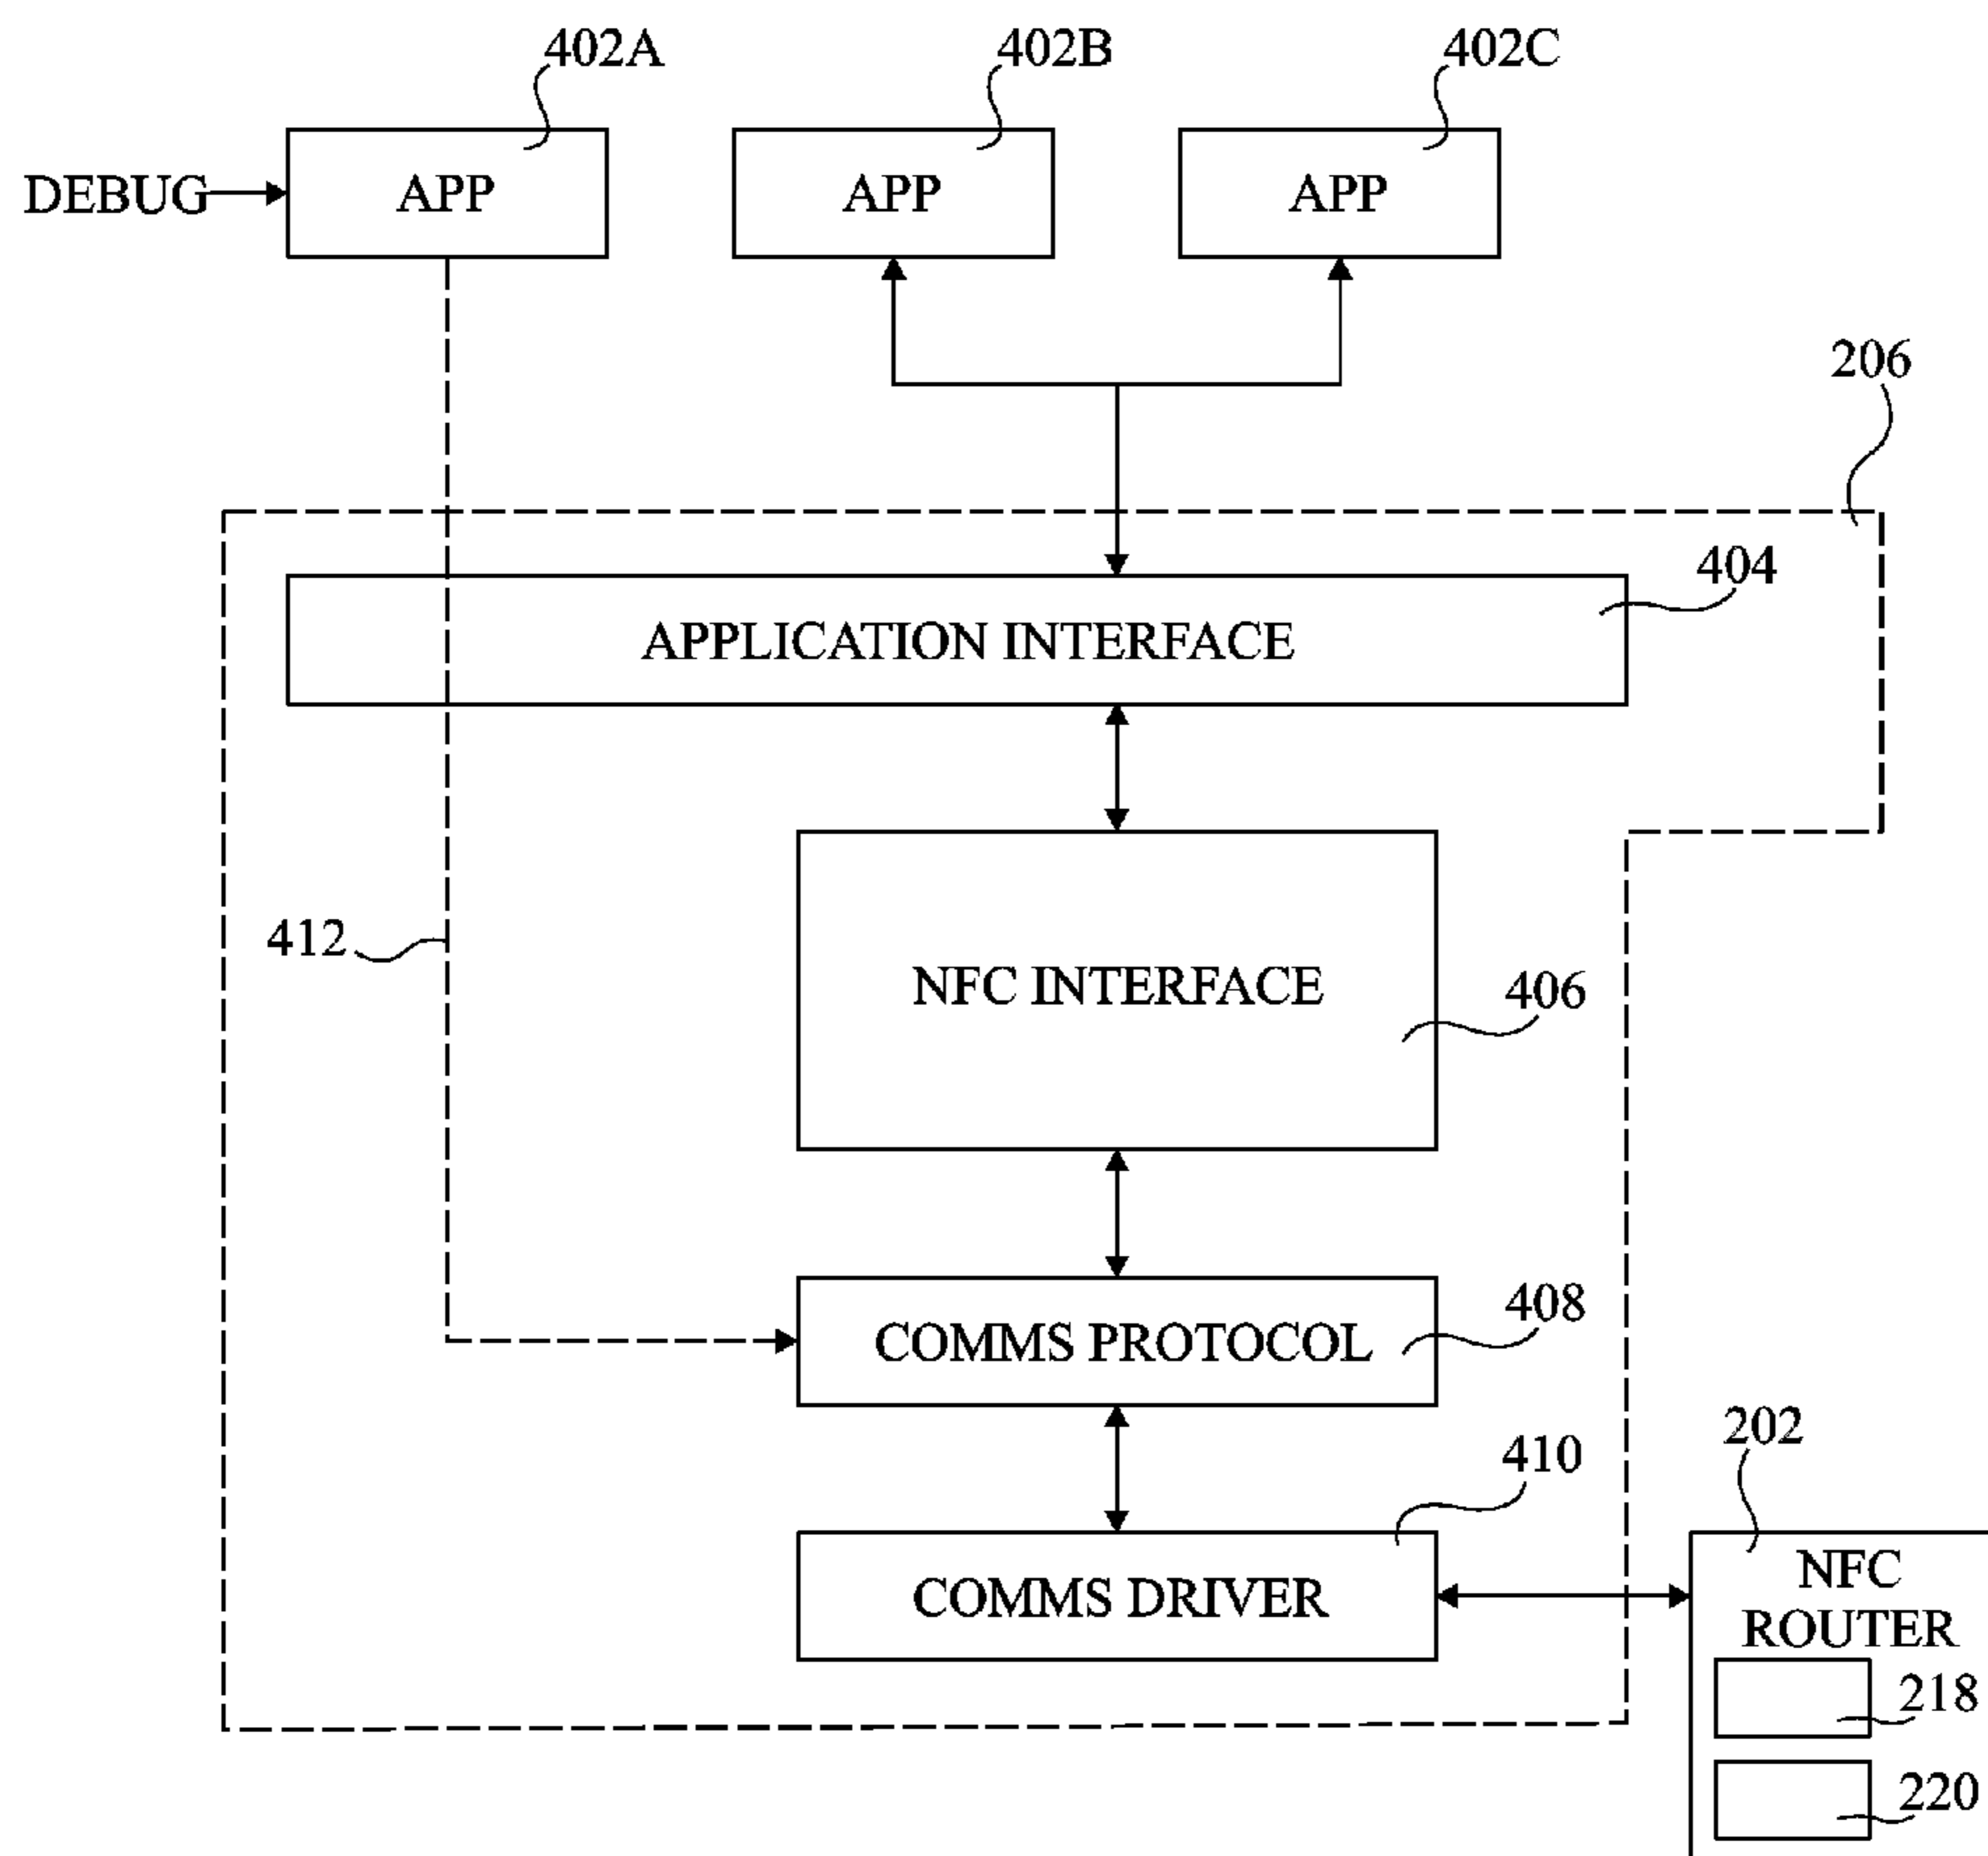 402A
402B
402C
DEBUG
APP
APP
APP
206
404
APPLICATION INTERFACE
412
NFC INTERFACE
406
408
COMMS PROTOCOL
202
410
NFC
COMMS DRIVER
ROUTER
218
220